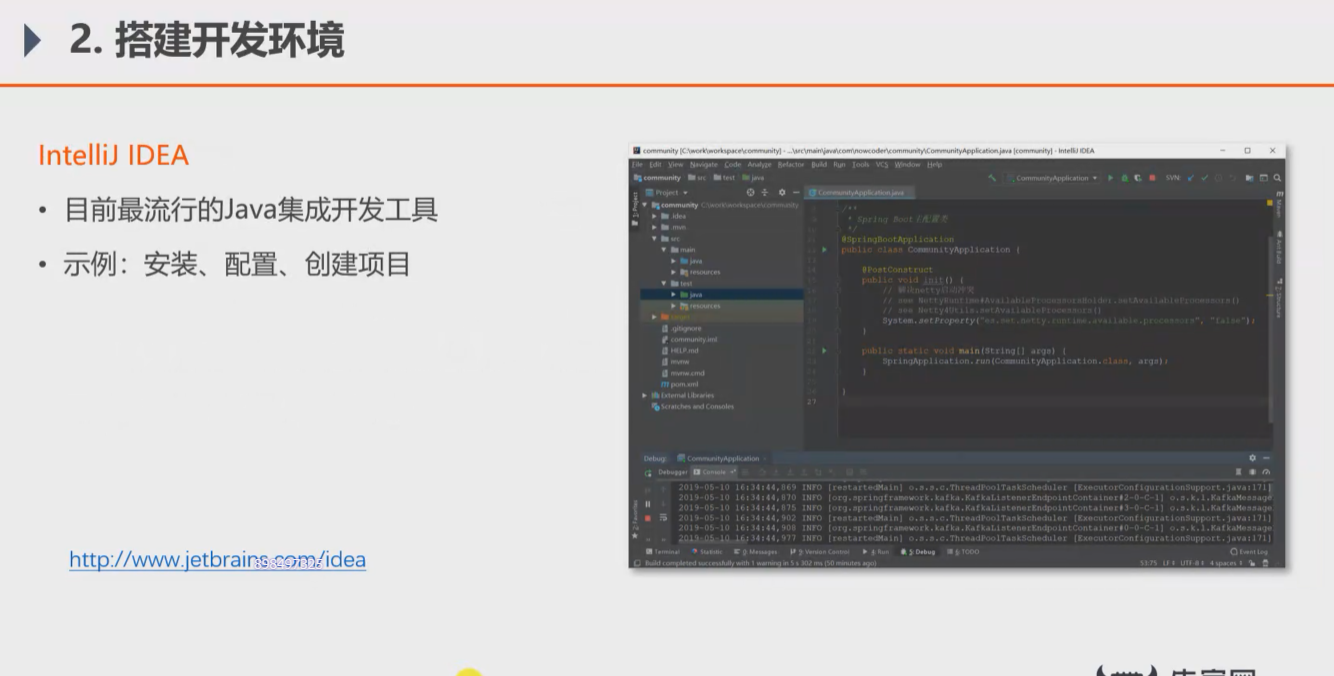 2. 搭建开发环境
IntelliJ IDEA
• 目前最流行的Java集成开发工具
• 示例：安装、配置、创建项目
http://www.jetbrains.com/idea
community [C:\work\workspace\community] - ...\src\main\java\com\nowcoder\community\CommunityApplication.java [community] - IntelliJ IDEA
File Edit View Navigate Code Analyze Refactor Build Run Tools VCS Window Help
community src test java
CommunityApplication
SVN:
Project
CommunityApplication.java
community C:\work\workspace\community
.idea
.mvn
src
main
java
resources
test
java
resources
target
.gitignore
community.iml
HELP.md
mvnw
mvnw.cmd
pom.xml
External Libraries
Scratches and Consoles
/**
* Spring Boot主配置类
*/
@SpringBootApplication
public class CommunityApplication {
@PostConstruct
public void init() {
// 解决netty启动冲突
// see NettyRuntime#AvailableProcessorsHolder.setAvailableProcessors()
// see Netty4Utils.setAvailableProcessors()
System.setProperty("es.set.netty.runtime.available.processors", "false");
}
public static void main(String[] args) {
SpringApplication.run(CommunityApplication.class, args);
}
}
27
Debug: CommunityApplication
Debugger Console
2019-05-10 16:34:44,869 INFO [restartedMain] o.s.s.c.ThreadPoolTaskScheduler [ExecutorConfigurationSupport.java:171]
2019-05-10 16:34:44,870 INFO [org.springframework.kafka.KafkaListenerEndpointContainer#2-0-C-1] o.s.k.l.KafkaMessage
2019-05-10 16:34:44,875 INFO [org.springframework.kafka.KafkaListenerEndpointContainer#3-0-C-1] o.s.k.l.KafkaMessage
2019-05-10 16:34:44,902 INFO [restartedMain] o.s.s.c.ThreadPoolTaskScheduler [ExecutorConfigurationSupport.java:171]
2019-05-10 16:34:44,908 INFO [org.springframework.kafka.KafkaListenerEndpointContainer#0-0-C-1] o.s.k.l.KafkaMessage
2019-05-10 16:34:44,977 INFO [restartedMain] o.s.s.c.ThreadPoolTaskScheduler [ExecutorConfigurationSupport.java:171]
Terminal Statistic 0: Messages 9: Version Control 4: Run 5: Debug 6: TODO Event Log
Build completed successfully with 1 warning in 5 s 302 ms (50 minutes ago)
53:75 LF UTF-8 4 spaces